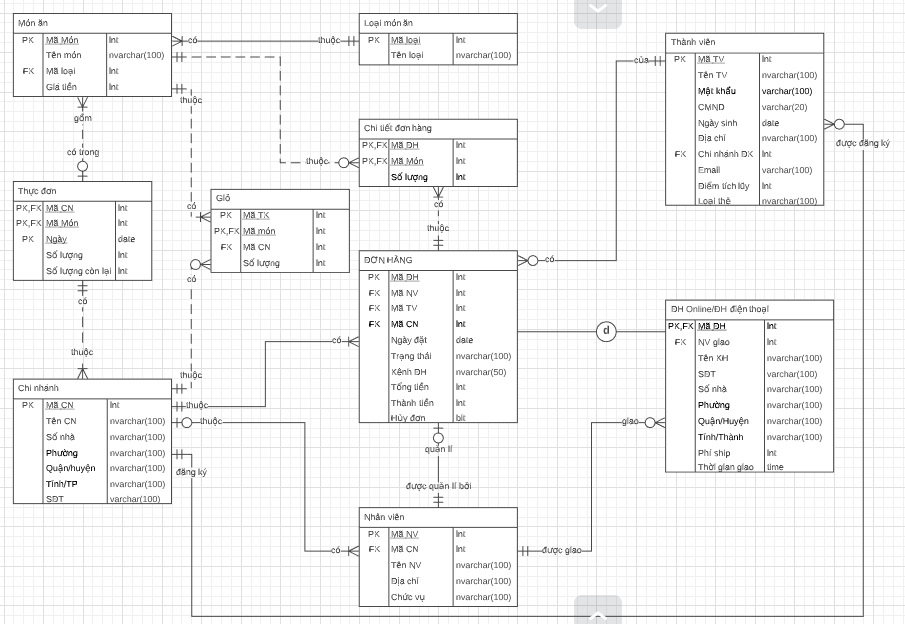 Món ăn
PK Mã Món Int
Tên món nvarchar(100)
FK Mã loại Int
Giá tiền Int
có
thuộc
Loại món ăn
PK Mã loại Int
Tên loại nvarchar(100)
Thành viên
PK Mã TV Int
Tên TV nvarchar(100)
Mật khẩu varchar(100)
CMND varchar(20)
Ngày sinh date
Địa chỉ nvarchar(100)
FK Chi nhánh ĐK Int
Email varchar(100)
Điểm tích lũy Int
Loại thẻ nvarchar(100)
của
được đăng ký
thuộc
gồm
có trong
Chi tiết đơn hàng
PK,FK Mã ĐH Int
PK,FK Mã Món Int
Số lượng Int
thuộc
có
thuộc
Thực đơn
PK,FK Mã CN Int
PK,FK Mã Món Int
PK Ngày date
Số lượng Int
Số lượng còn lại Int
có
thuộc
Giỏ
PK Mã TK Int
PK,FK Mã món Int
FK Mã CN Int
Số lượng Int
có
có
thuộc
ĐƠN HÀNG
PK Mã ĐH Int
FK Mã NV Int
FK Mã TV Int
FK Mã CN Int
Ngày đặt date
Trạng thái nvarchar(100)
Kênh ĐH nvarchar(50)
Tổng tiền Int
Thành tiền Int
Hủy đơn bit
có
có
d
ĐH Online/ĐH điện thoại
PK,FK Mã ĐH Int
FK NV giao Int
Tên KH nvarchar(100)
SĐT varchar(100)
Số nhà nvarchar(100)
Phường nvarchar(100)
Quận/Huyện nvarchar(100)
Tỉnh/Thành nvarchar(100)
Phí ship Int
Thời gian giao time
Chi nhánh
PK Mã CN Int
Tên CN nvarchar(100)
Số nhà nvarchar(100)
Phường nvarchar(100)
Quận/huyện nvarchar(100)
Tỉnh/TP nvarchar(100)
SĐT varchar(100)
thuộc
thuộc
đăng ký
giao
quản lí
được quản lí bởi
Nhân viên
PK Mã NV Int
FK Mã CN Int
Tên NV nvarchar(100)
Địa chỉ nvarchar(100)
Chức vụ nvarchar(100)
có
được giao